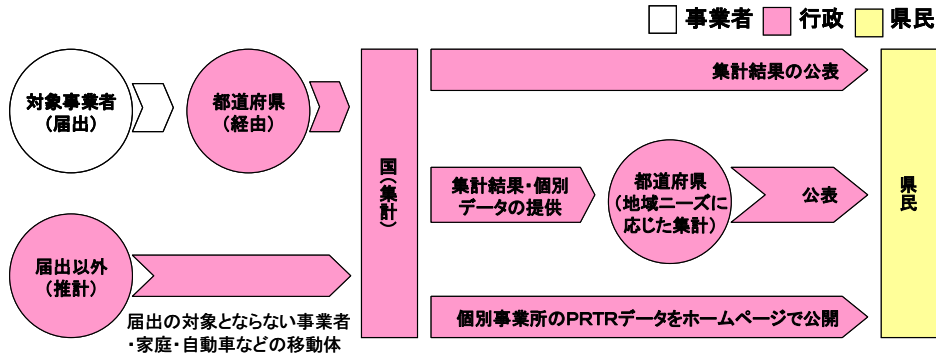 事業者 行政 県民
対象事業者
(届出)
都道府県
(経由)
国(集計)
集計結果の公表
集計結果・個別
データの提供
都道府県
(地域ニーズに
応じた集計)
公表
県民
届出以外
(推計)
届出の対象とならない事業者
・家庭・自動車などの移動体
個別事業所のPRTRデータをホームページで公開